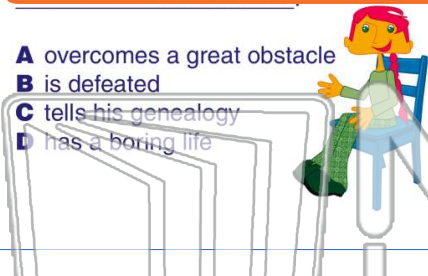 A overcomes a great obstacle
B is defeated
C tells his genealogy
D has a boring life